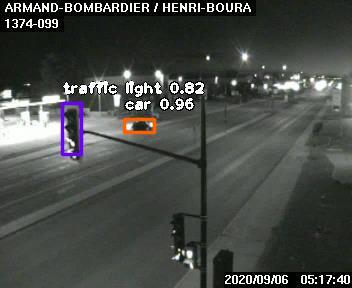 ARMAND-BOMBARDIER / HENRI-BOURA
1374-099
traffic light 0.82
car 0.96
2020/09/06 05:17:40